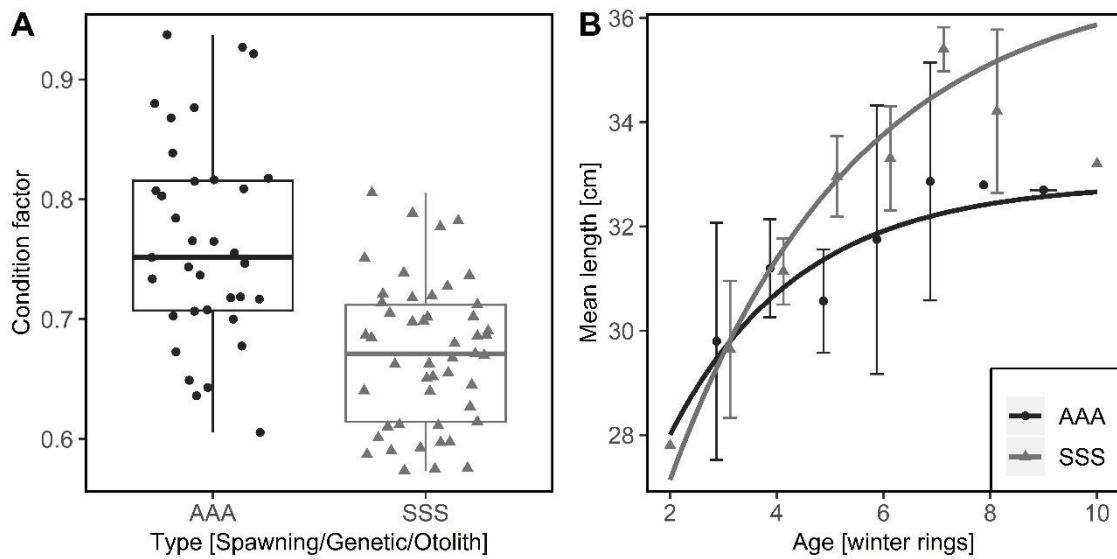 A
Condition factor
0.9
0.8
0.7
0.6
AAA
SSS
Type [Spawning/Genetic/Otolith]
B
Mean length [cm]
36
34
32
30
28
2
4
6
8
10
Age [winter rings]
AAA
SSS